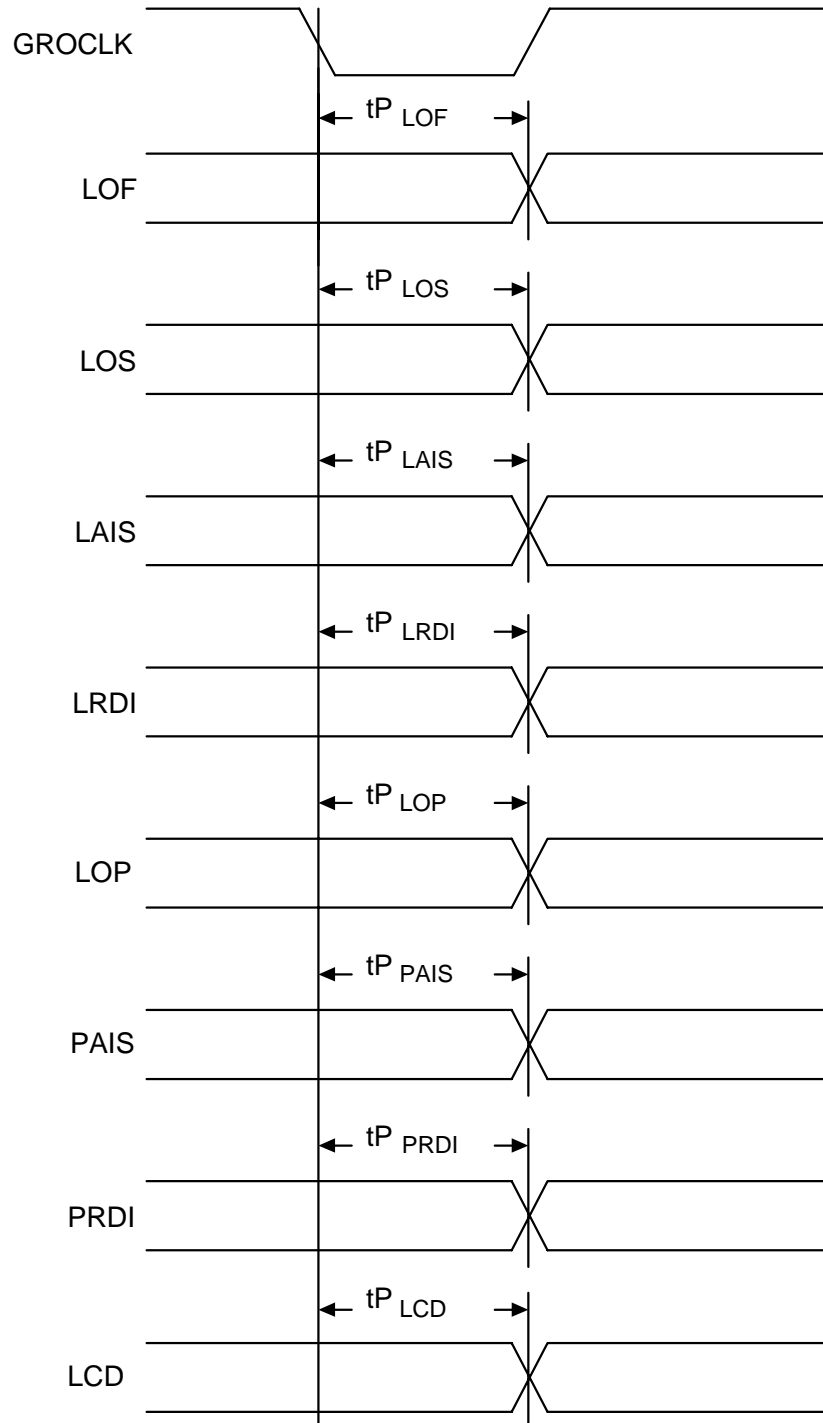 GROCLK
tP LOF
LOF
tP LOS
LOS
tP LAIS
LAIS
tP LRDI
LRDI
tP LOP
LOP
tP PAIS
PAIS
tP PRDI
PRDI
tP LCD
LCD